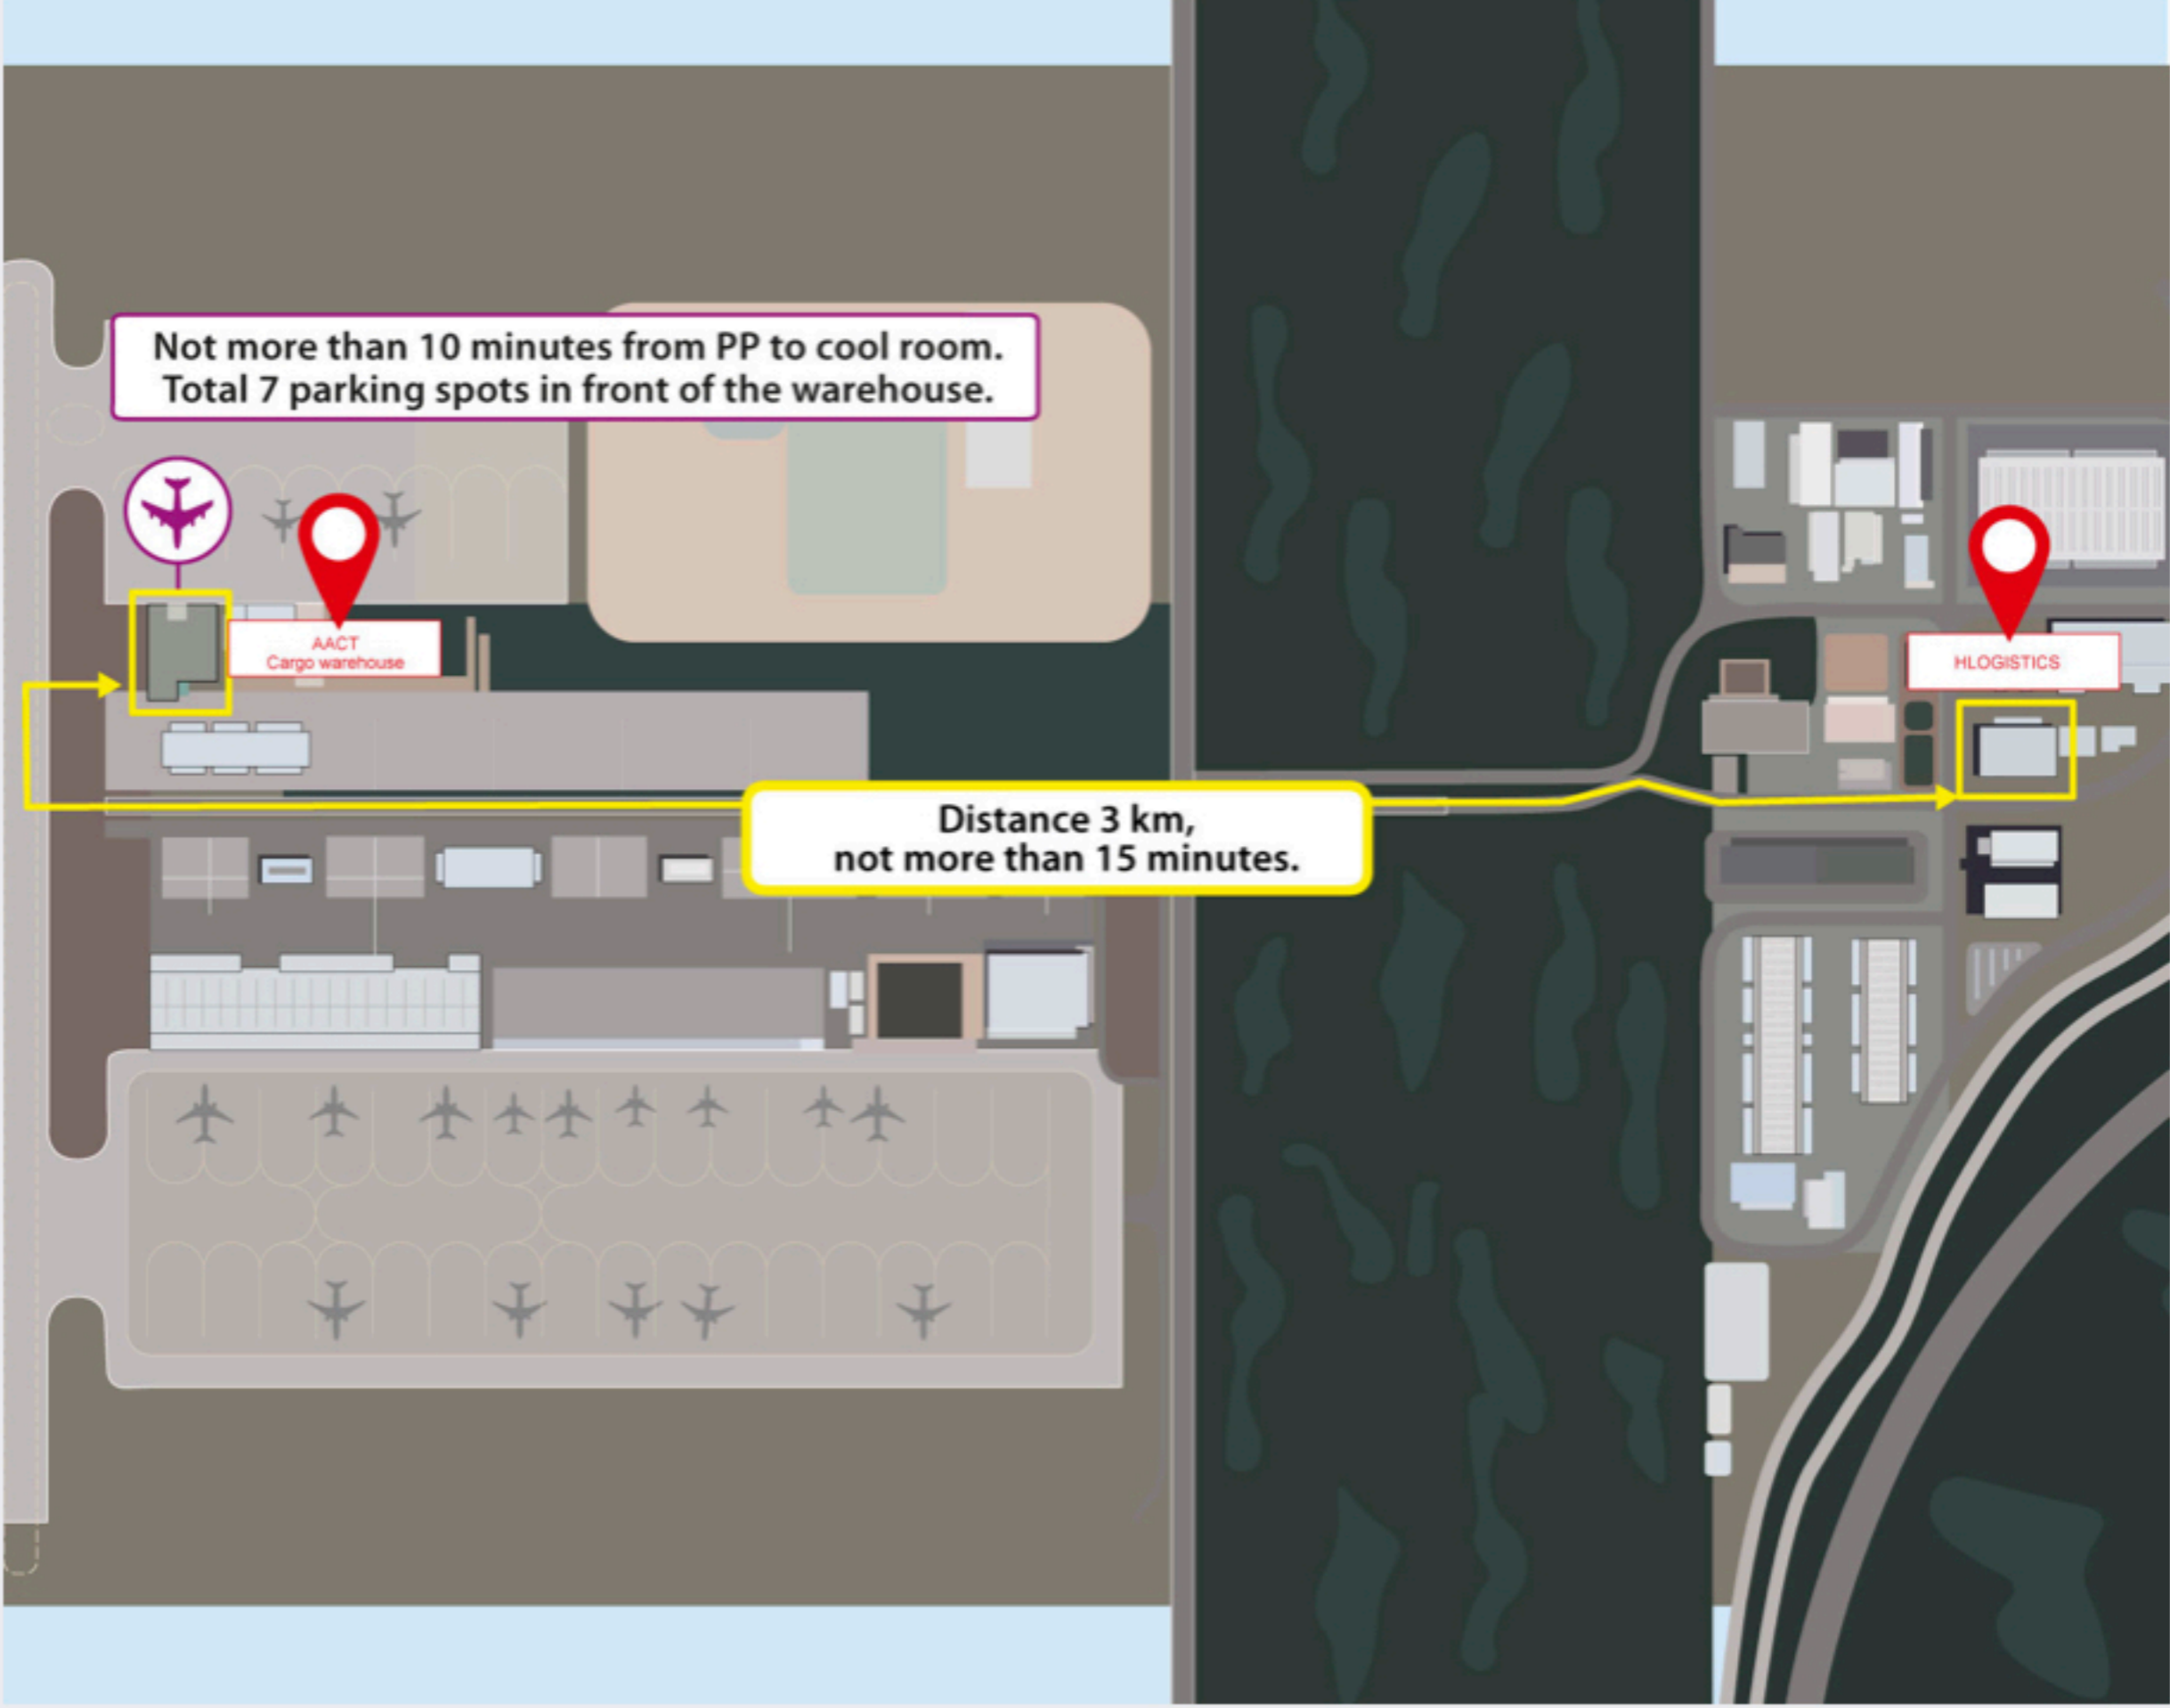 Not more than 10 minutes from PP to cool room.
Total 7 parking spots in front of the warehouse.
AACT
Cargo warehouse
HLOGISTICS
Distance 3 km,
not more than 15 minutes.